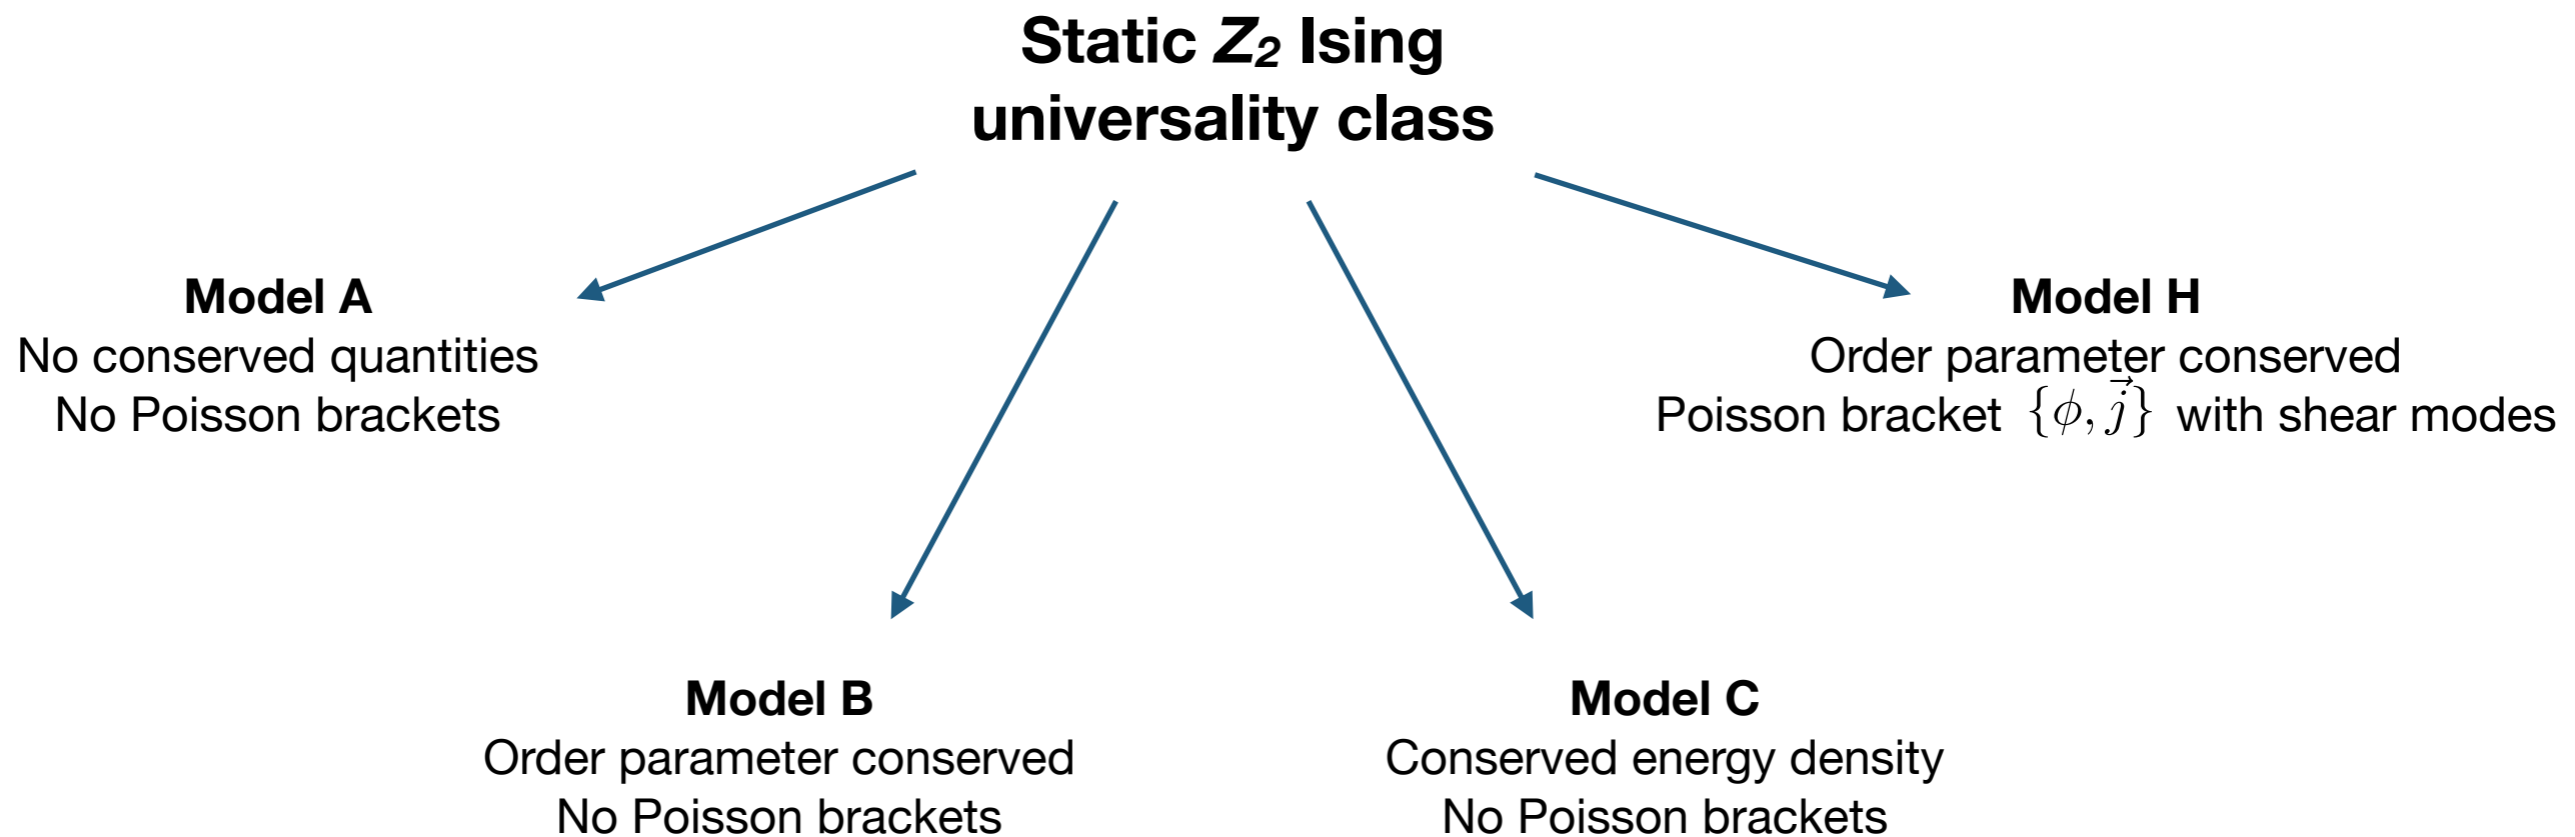 Static Z₂ Ising
universality class
Model A
No conserved quantities
No Poisson brackets
Model H
Order parameter conserved
Poisson bracket {ϕ, j⃗} with shear modes
Model B
Order parameter conserved
No Poisson brackets
Model C
Conserved energy density
No Poisson brackets